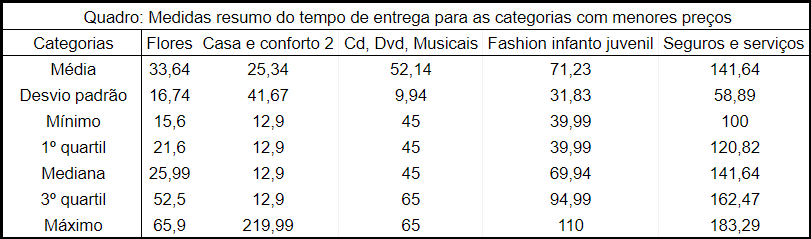 Quadro: Medidas resumo do tempo de entrega para as categorias com menores preços
Categorias Flores Casa e conforto 2 Cd, Dvd, Musicais Fashion infanto juvenil Seguros e serviços
Média 33,64 25,34 52,14 71,23 141,64
Desvio padrão 16,74 41,67 9,94 31,83 58,89
Mínimo 15,6 12,9 45 39,99 100
1º quartil 21,6 12,9 45 39,99 120,82
Mediana 25,99 12,9 45 69,94 141,64
3º quartil 52,5 12,9 65 94,99 162,47
Máximo 65,9 219,99 65 110 183,29